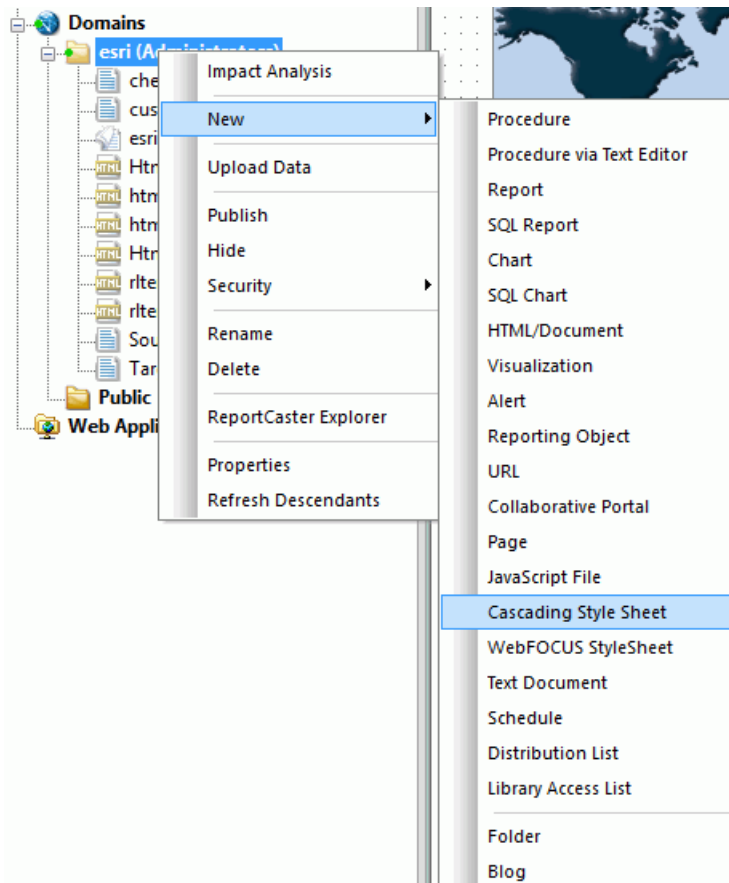 Domains
esri (Administrators)
che
cus
esri
Htm
htm
htm
Htm
rlte
rlte
Sou
Tar
Public
Web Appli
Impact Analysis
New
Upload Data
Publish
Hide
Security
Rename
Delete
ReportCaster Explorer
Properties
Refresh Descendants
Procedure
Procedure via Text Editor
Report
SQL Report
Chart
SQL Chart
HTML/Document
Visualization
Alert
Reporting Object
URL
Collaborative Portal
Page
JavaScript File
Cascading Style Sheet
WebFOCUS StyleSheet
Text Document
Schedule
Distribution List
Library Access List
Folder
Blog